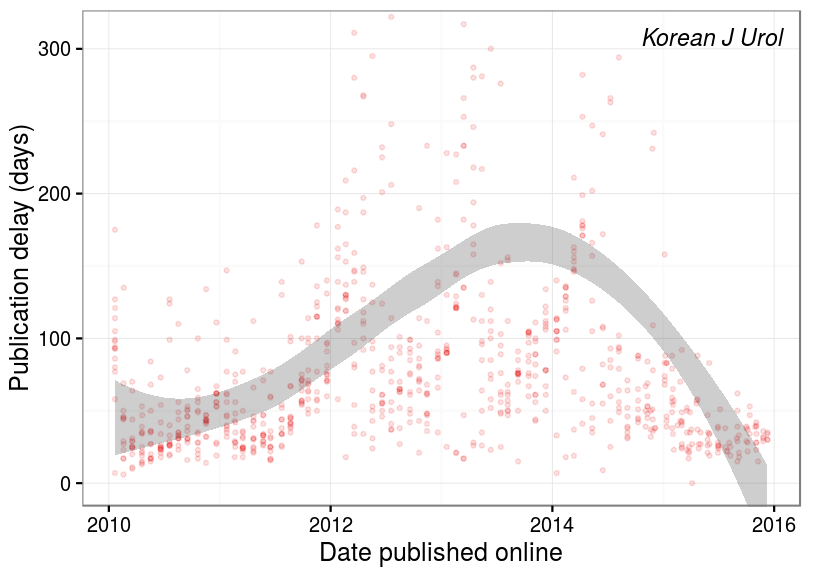 Korean J Urol
Publication delay (days)
300
200
100
0
2010
2012
2014
2016
Date published online